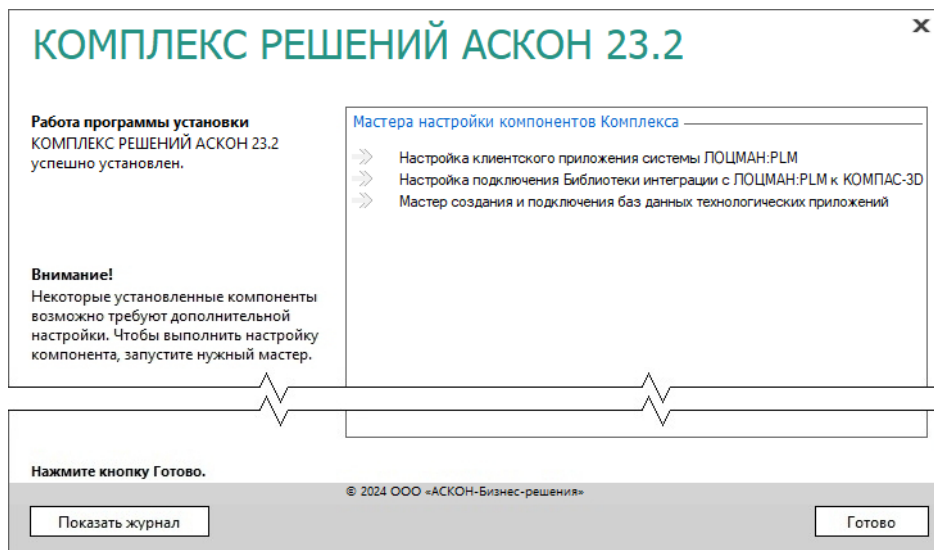 КОМПЛЕКС РЕШЕНИЙ АСКОН 23.2
Работа программы установки
КОМПЛЕКС РЕШЕНИЙ АСКОН 23.2
успешно установлен.
Мастера настройки компонентов Комплекса
Настройка клиентского приложения системы ЛОЦМАН:PLM
Настройка подключения Библиотеки интеграции с ЛОЦМАН:PLM к КОМПАС-3D
Мастер создания и подключения баз данных технологических приложений
Внимание!
Некоторые установленные компоненты
возможно требуют дополнительной
настройки. Чтобы выполнить настройку
компонента, запустите нужный мастер.
Нажмите кнопку Готово.
© 2024 ООО «АСКОН-Бизнес-решения»
Показать журнал
Готово